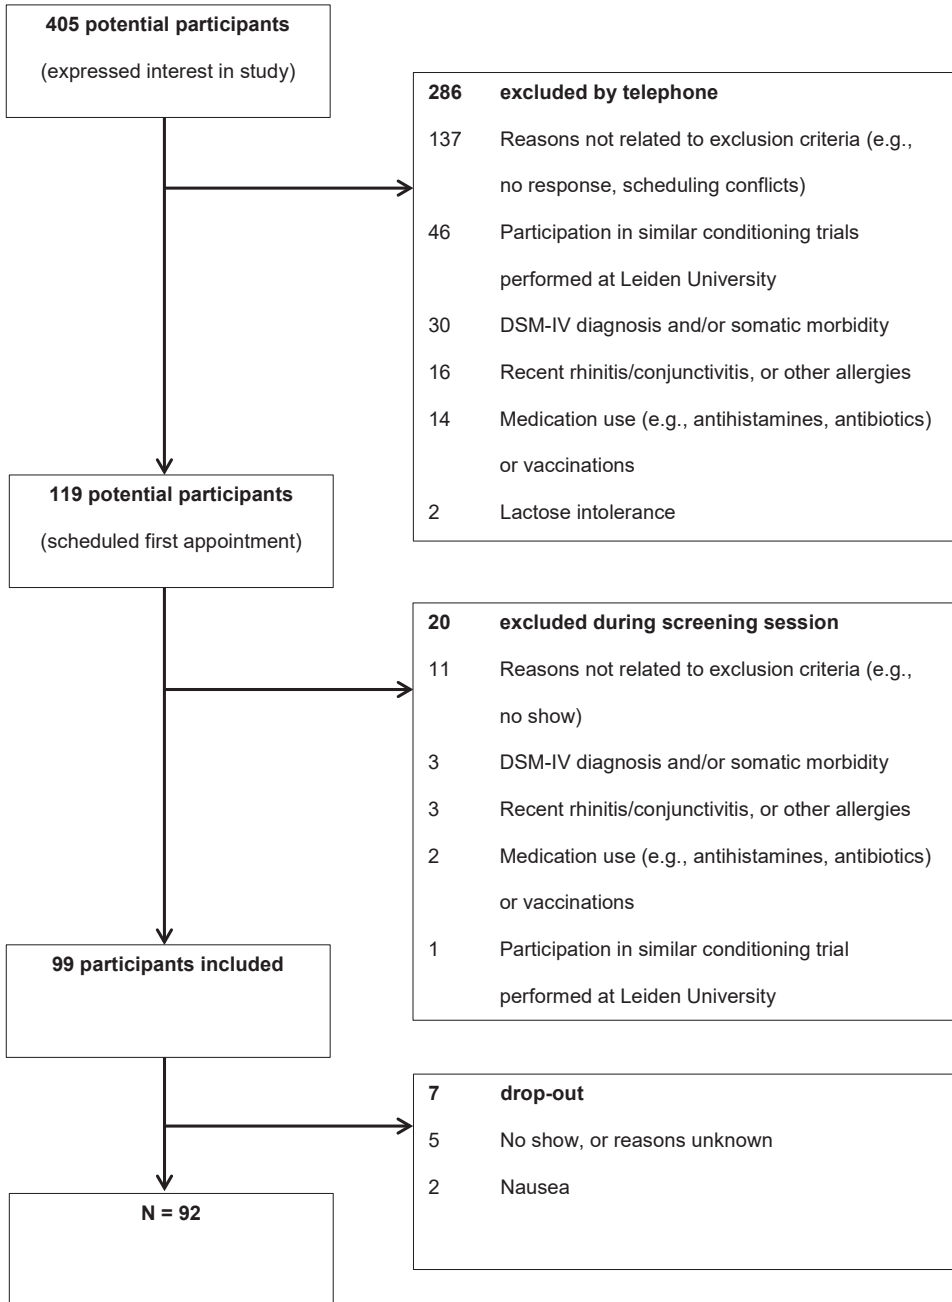 405 potential participants
(expressed interest in study)
286 excluded by telephone
137 Reasons not related to exclusion criteria (e.g.,
no response, scheduling conflicts)
46 Participation in similar conditioning trials
performed at Leiden University
30 DSM-IV diagnosis and/or somatic morbidity
16 Recent rhinitis/conjunctivitis, or other allergies
14 Medication use (e.g., antihistamines, antibiotics)
or vaccinations
2 Lactose intolerance
119 potential participants
(scheduled first appointment)
20 excluded during screening session
11 Reasons not related to exclusion criteria (e.g.,
no show)
3 DSM-IV diagnosis and/or somatic morbidity
3 Recent rhinitis/conjunctivitis, or other allergies
2 Medication use (e.g., antihistamines, antibiotics)
or vaccinations
1 Participation in similar conditioning trial
performed at Leiden University
99 participants included
7 drop-out
5 No show, or reasons unknown
2 Nausea
N = 92